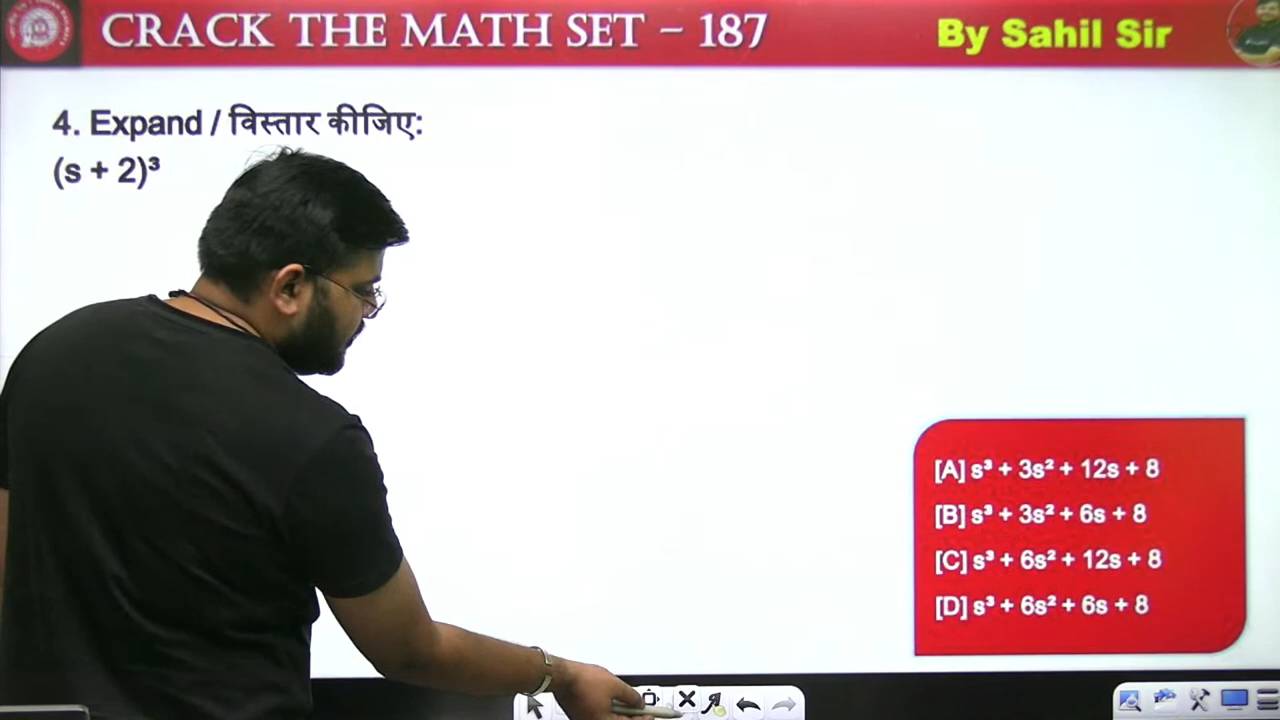 CRACK THE MATH SET – 187
By Sahil Sir
4. Expand / विस्तार कीजिए:
(s + 2)³
[A] s³ + 3s² + 12s + 8
[B] s³ + 3s² + 6s + 8
[C] s³ + 6s² + 12s + 8
[D] s³ + 6s² + 6s + 8